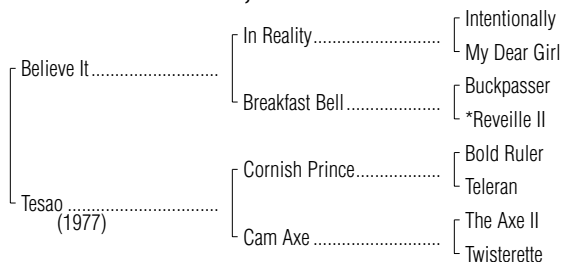 Intentionally
In Reality
My Dear Girl
Believe It
Buckpasser
Breakfast Bell
*Reveille II
Bold Ruler
Cornish Prince
Teleran
Tesao
(1977)
The Axe II
Cam Axe
Twisterette